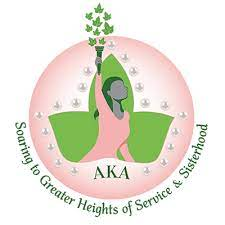 AKA
Soaring to Greater Heights of Service & Sisterhood